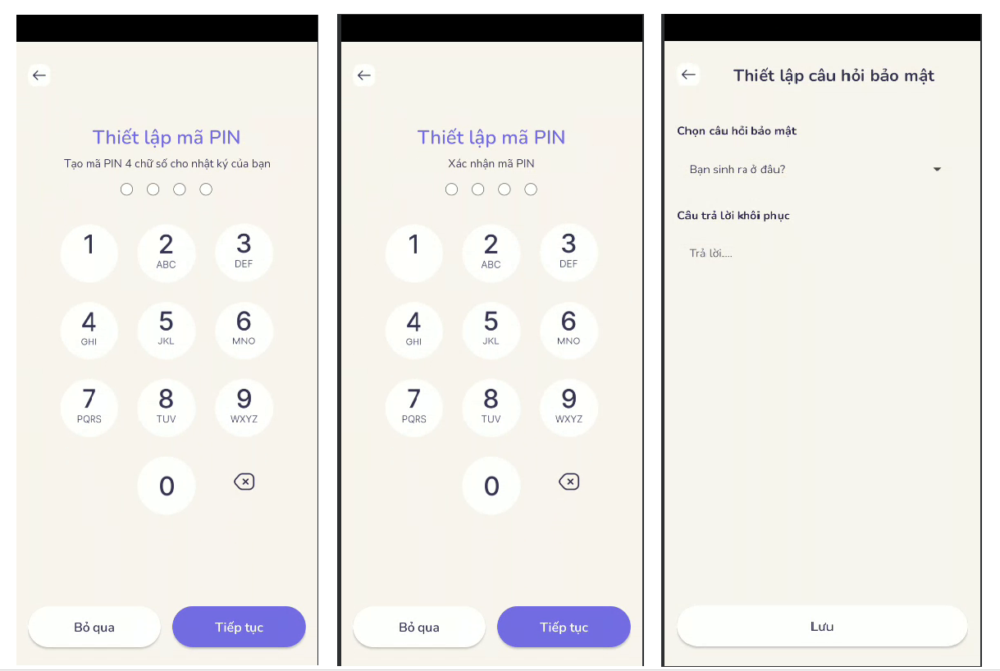 Thiết lập mã PIN
Tạo mã PIN 4 chữ số cho nhật ký của bạn
1
2
ABC
3
DEF
4
GHI
5
JKL
6
MNO
7
PQRS
8
TUV
9
WXYZ
0
Bỏ qua
Tiếp tục
Thiết lập mã PIN
Xác nhận mã PIN
1
2
ABC
3
DEF
4
GHI
5
JKL
6
MNO
7
PQRS
8
TUV
9
WXYZ
0
Bỏ qua
Tiếp tục
Thiết lập câu hỏi bảo mật
Chọn câu hỏi bảo mật
Bạn sinh ra ở đâu?
Câu trả lời khôi phục
Trả lời....
Lưu